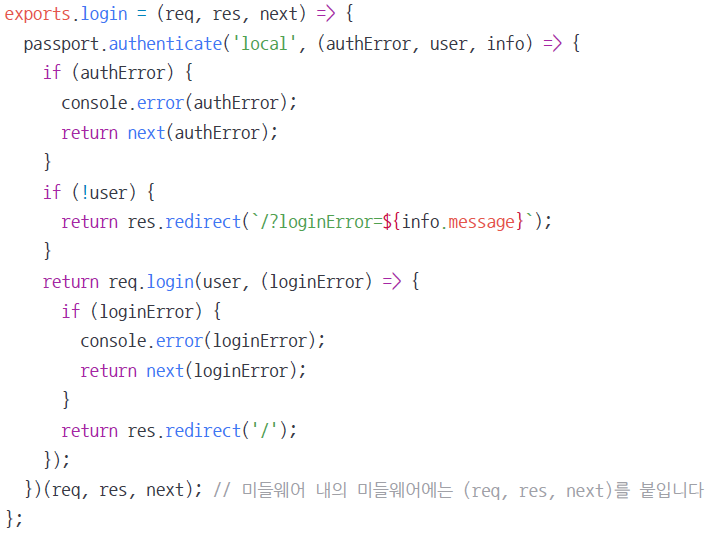 exports.login = (req, res, next) => {
  passport.authenticate('local', (authError, user, info) => {
    if (authError) {
      console.error(authError);
      return next(authError);
    }
    if (!user) {
      return res.redirect(`/?loginError=${info.message}`);
    }
    return req.login(user, (loginError) => {
      if (loginError) {
        console.error(loginError);
        return next(loginError);
      }
      return res.redirect('/');
    });
  })(req, res, next); // 미들웨어 내의 미들웨어에는 (req, res, next)를 붙입니다
};